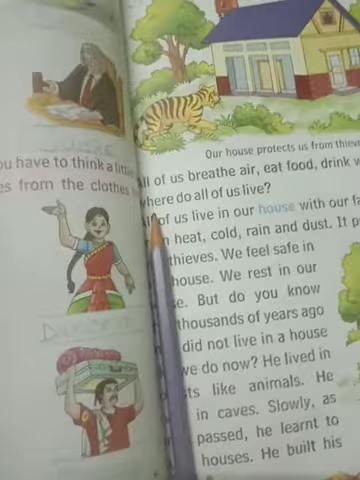 ou have to think a little
es from the clothes
JUDGE
DANCER
Our house protects us from thieve
All of us breathe air, eat food, drink w
where do all of us live?
of us live in our house with our fa
heat, cold, rain and dust. It p
thieves. We feel safe in
house. We rest in our
e. But do you know
thousands of years ago
did not live in a house
we do now? He lived in
ts like animals. He
in caves. Slowly, as
passed, he learnt to
houses. He built his